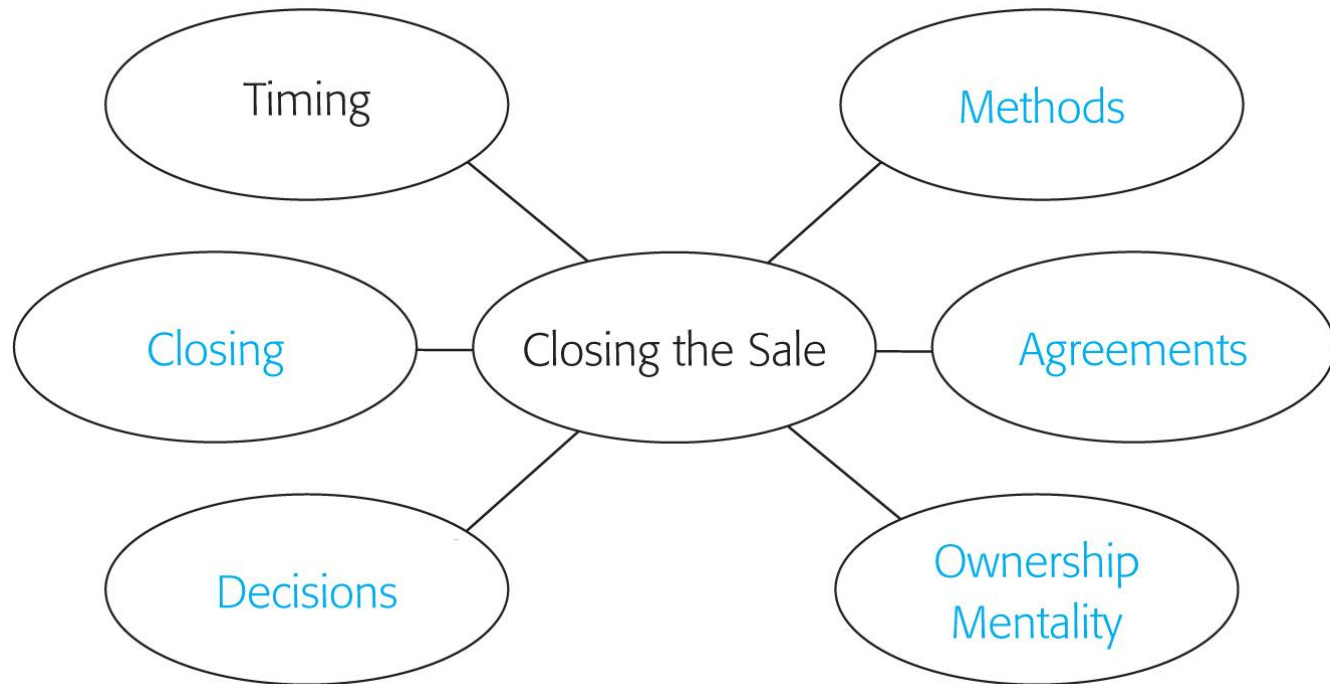 Timing
Methods
Closing
Closing the Sale
Agreements
Decisions
Ownership
Mentality